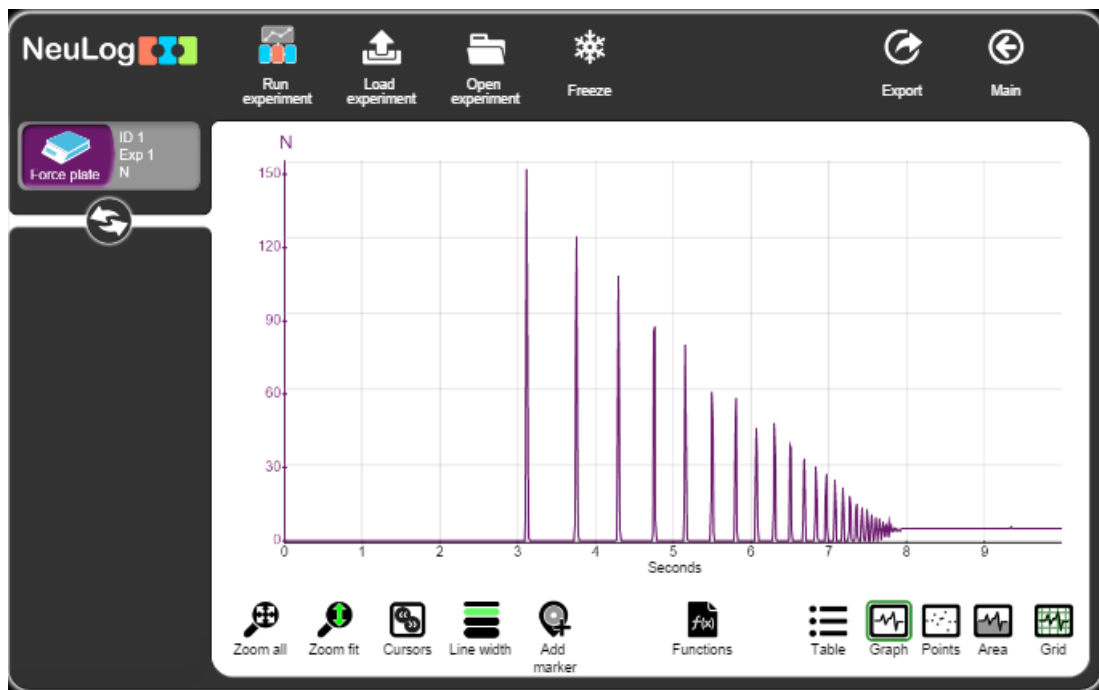 NeuLog
Run
experiment
Load
experiment
Open
experiment
Freeze
Export
Main
Force plate
ID 1
Exp 1
N
N
150
120
90
60
30
0
0 1 2 3 4 5 6 7 8 9
Seconds
Zoom all
Zoom fit
Cursors
Line width
Add
marker
f(x)
Functions
Table
Graph
Points
Area
Grid